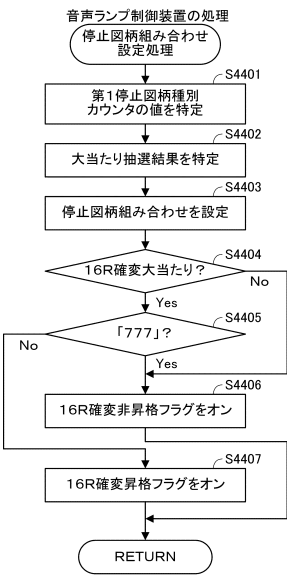 音声ランプ制御装置の処理
停止図柄組み合わせ
設定処理
S4401
第1停止図柄種別
カウンタの値を特定
S4402
大当たり抽選結果を特定
S4403
停止図柄組み合わせを設定
S4404
16R確変大当たり？
No
Yes
S4405
「777」？
No
Yes
S4406
16R確変非昇格フラグをオン
S4407
16R確変昇格フラグをオン
RETURN